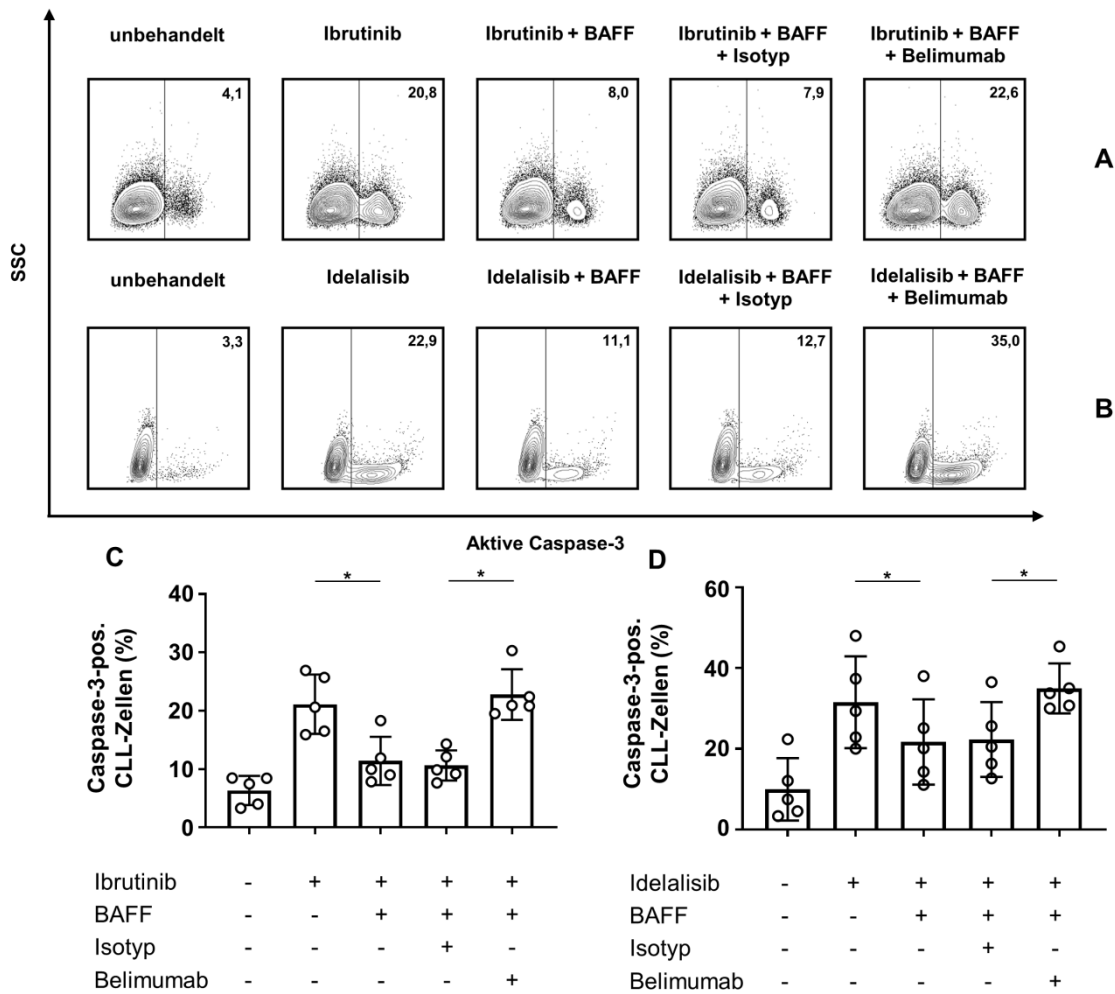 unbehandelt Ibrutinib Ibrutinib + BAFF Ibrutinib + BAFF Ibrutinib + BAFF
+ Isotyp + Belimumab
4,1 20,8 8,0 7,9 22,6
A
unbehandelt Idelalisib Idelalisib + BAFF Idelalisib + BAFF Idelalisib + BAFF
+ Isotyp + Belimumab
3,3 22,9 11,1 12,7 35,0
B
SSC
Aktive Caspase-3
C
Caspase-3-pos.
CLL-Zellen (%)
40
30
20
10
0
* *
Ibrutinib - + + + +
BAFF - - + + +
Isotyp - - - + -
Belimumab - - - - +
D
Caspase-3-pos.
CLL-Zellen (%)
60
40
20
0
* *
Idelalisib - + + + +
BAFF - - + + +
Isotyp - - - + -
Belimumab - - - - +